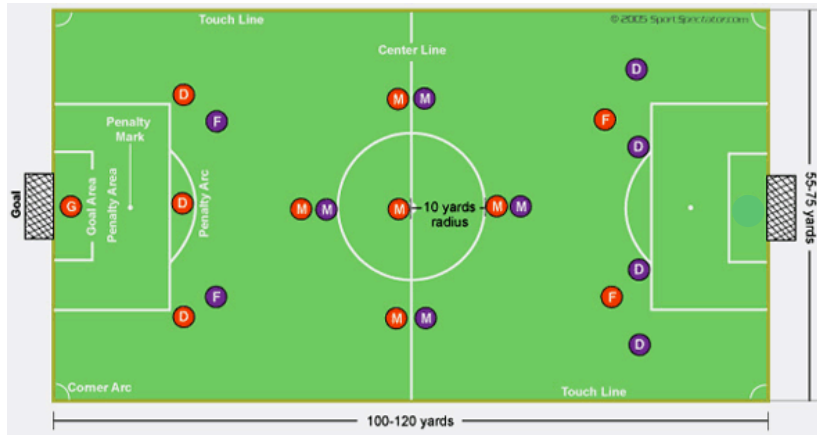 Touch Line
© 2005 SportSpectator.com
Center Line
D
D
F
M
M
F
D
Penalty
Mark
D
Goal
G
Goal Area
Penalty Area
D
Penalty Arc
M
M
M
10 yards
radius
M
M
55-75 yards
D
F
D
M
M
F
D
Corner Arc
Touch Line
100-120 yards